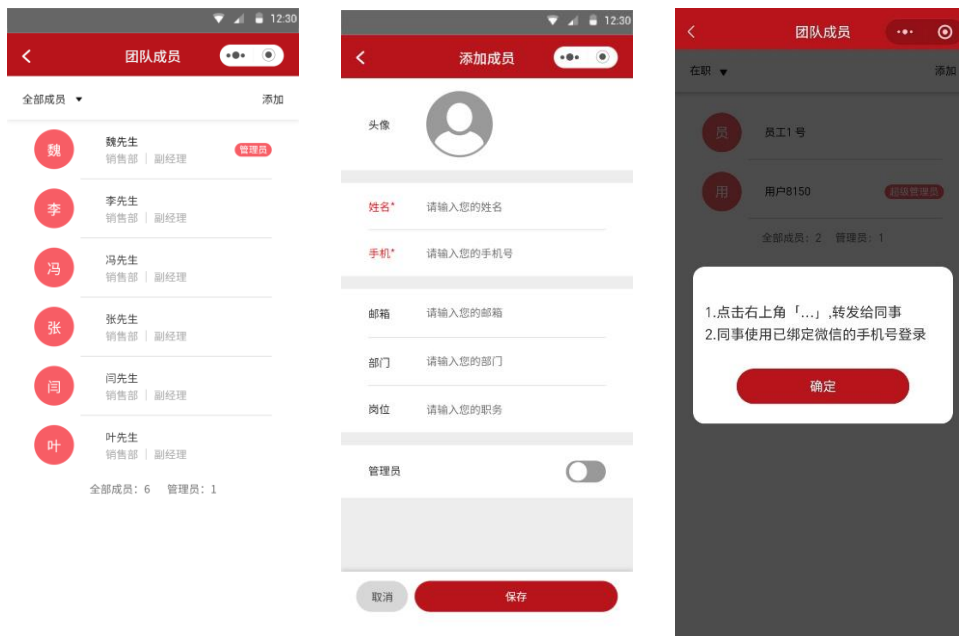 12:30
团队成员
全部成员 ▼ 添加
魏
魏先生
销售部 | 副经理
管理员
李
李先生
销售部 | 副经理
冯
冯先生
销售部 | 副经理
张
张先生
销售部 | 副经理
闫
闫先生
销售部 | 副经理
叶
叶先生
销售部 | 副经理
全部成员：6 管理员：1
12:30
添加成员
头像
姓名* 请输入您的姓名
手机* 请输入您的手机号
邮箱 请输入您的邮箱
部门 请输入您的部门
岗位 请输入您的职务
管理员
取消 保存
团队成员
在职 ▼ 添加
员 员工1号
用 用户8150 超级管理员
全部成员：2 管理员：1
1.点击右上角「...」,转发给同事
2.同事使用已绑定微信的手机号登录
确定